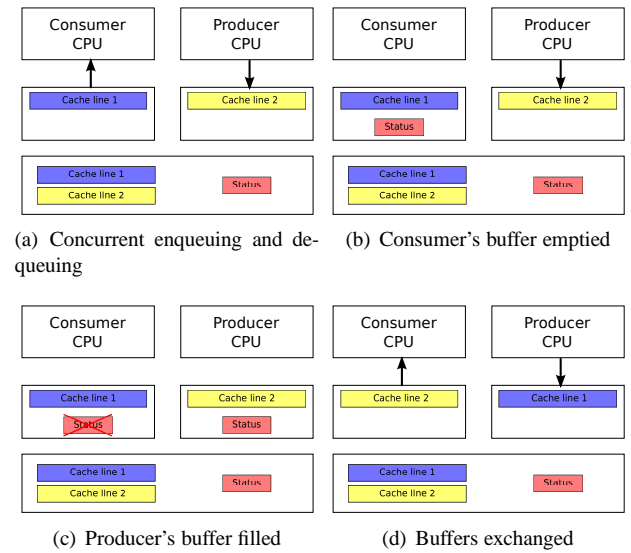 Consumer CPU
Producer CPU
Cache line 1
Cache line 2
Cache line 1
Cache line 2
Status
(a) Concurrent enqueuing and de-
queuing
Consumer CPU
Producer CPU
Cache line 1
Status
Cache line 2
Cache line 1
Cache line 2
Status
(b) Consumer's buffer emptied
Consumer CPU
Producer CPU
Cache line 1
Status
Cache line 2
Status
Cache line 1
Cache line 2
Status
(c) Producer's buffer filled
Consumer CPU
Producer CPU
Cache line 2
Cache line 1
Cache line 1
Cache line 2
Status
(d) Buffers exchanged